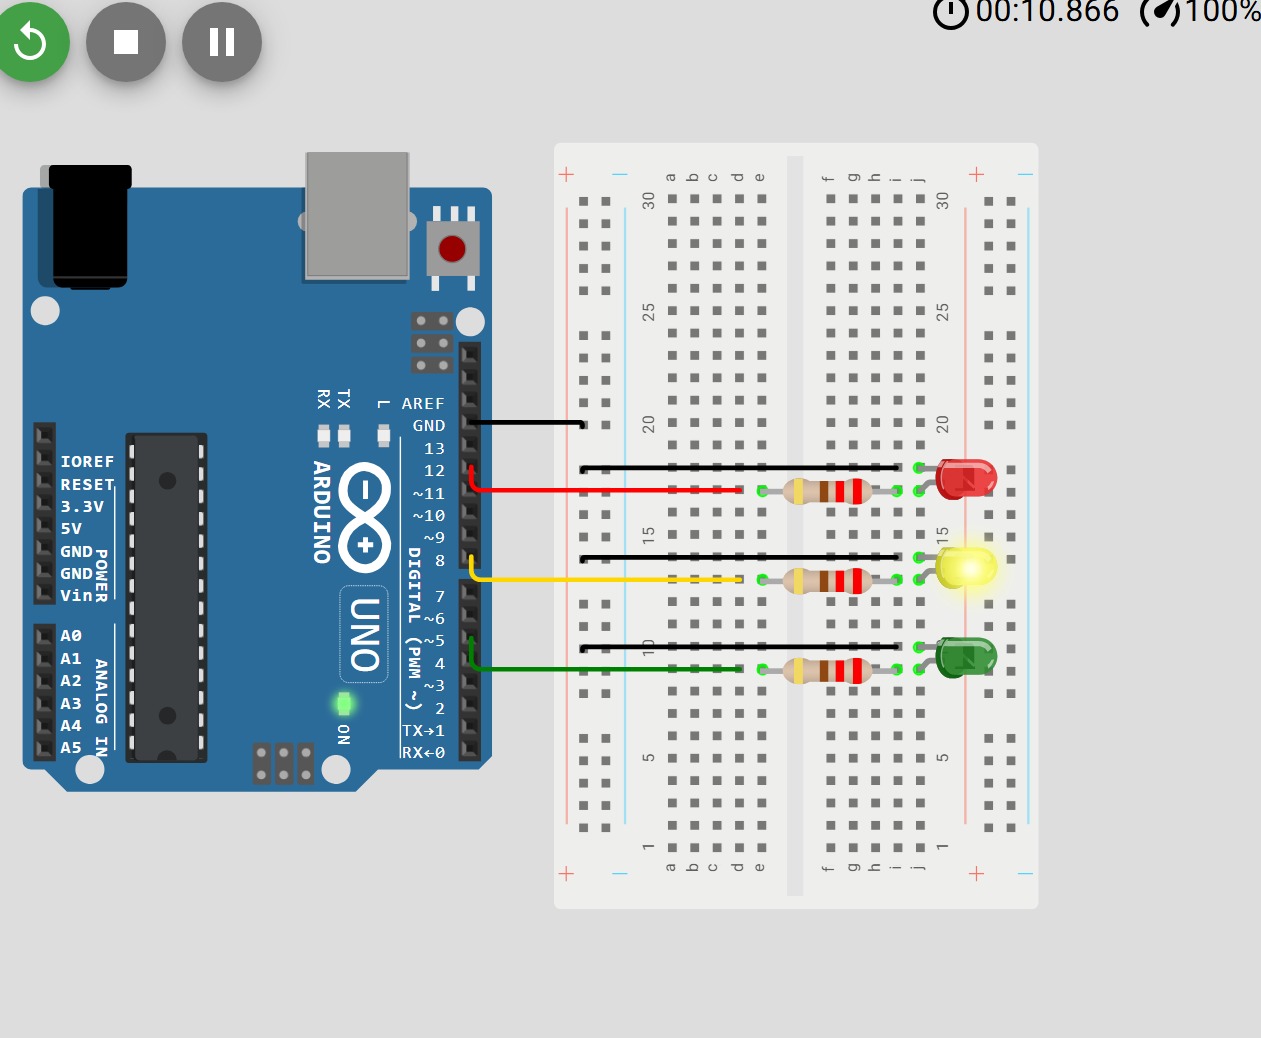 00:10.866 100%
+ − + −
a b c d e f g h i j
30 30
25 25
20 20
15
10
5 5
1 1
a b c d e f g h i j
+ − + −
RX TX L
AREF
GND
13
12
~11
~10
~9
8
7
~6
~5
4
~3
2
TX→1
RX←0
DIGITAL (PWM ~)
ARDUINO
UNO
ON
IOREF
RESET
3.3V
5V
GND
GND
Vin
POWER
A0
A1
A2
A3
A4
A5
ANALOG IN